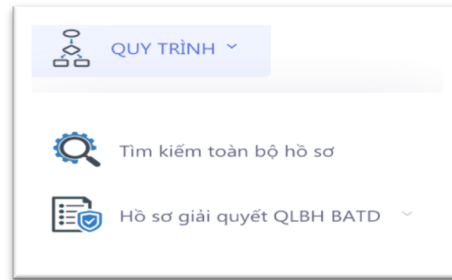 QUY TRÌNH
Tìm kiếm toàn bộ hồ sơ
Hồ sơ giải quyết QLBH BATD